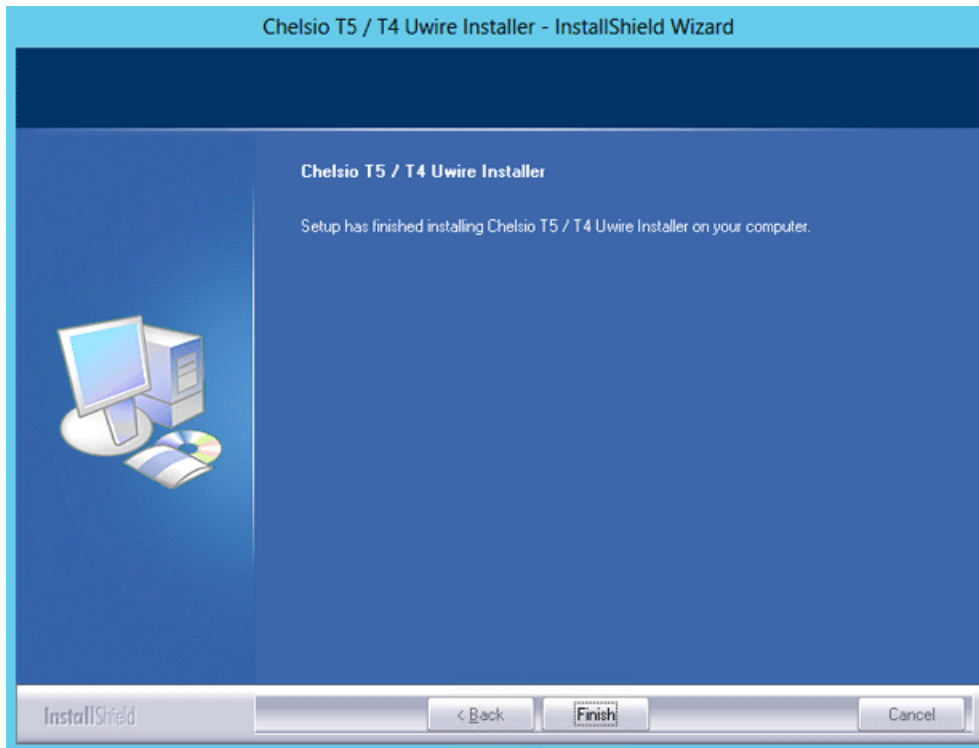 Chelsio T5 / T4 Uwire Installer - InstallShield Wizard
Chelsio T5 / T4 Uwire Installer
Setup has finished installing Chelsio T5 / T4 Uwire Installer on your computer.
InstallShield
< Back
Finish
Cancel